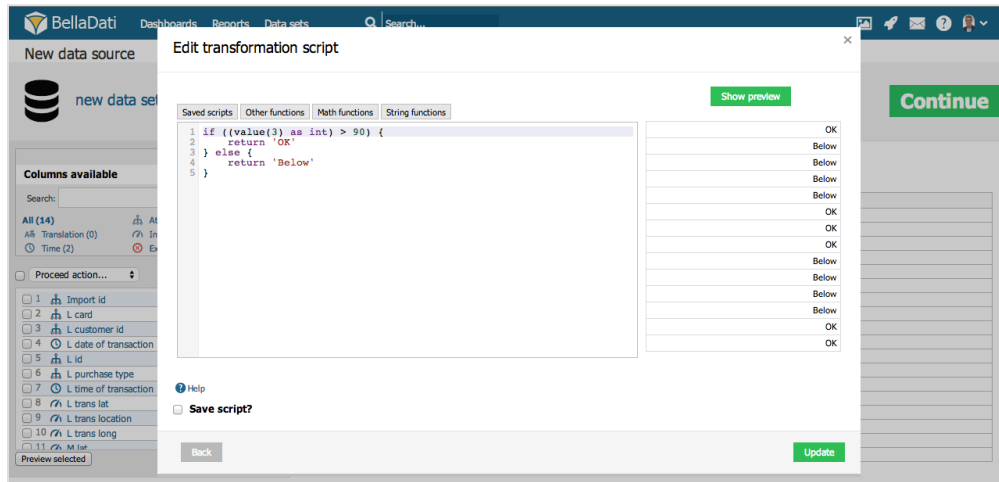 BellaDati Dashboards Reports Data sets Search...
New data source
new data set
Continue
Edit transformation script
×
Show preview
Saved scripts Other functions Math functions String functions
1 if ((value(3) as int) > 90) {
2 return 'OK'
3 } else {
4 return 'Below'
5 }
OK
Below
Below
Below
Below
OK
OK
OK
Below
Below
Below
Below
OK
OK
Columns available
Search:
All (14)
Translation (0)
Time (2)
Proceed action...
1 Import id
2 L card
3 L customer id
4 L date of transaction
5 L id
6 L purchase type
7 L time of transaction
8 L trans lat
9 L trans location
10 L trans long
11 M lat
Preview selected
? Help
Save script?
Back
Update